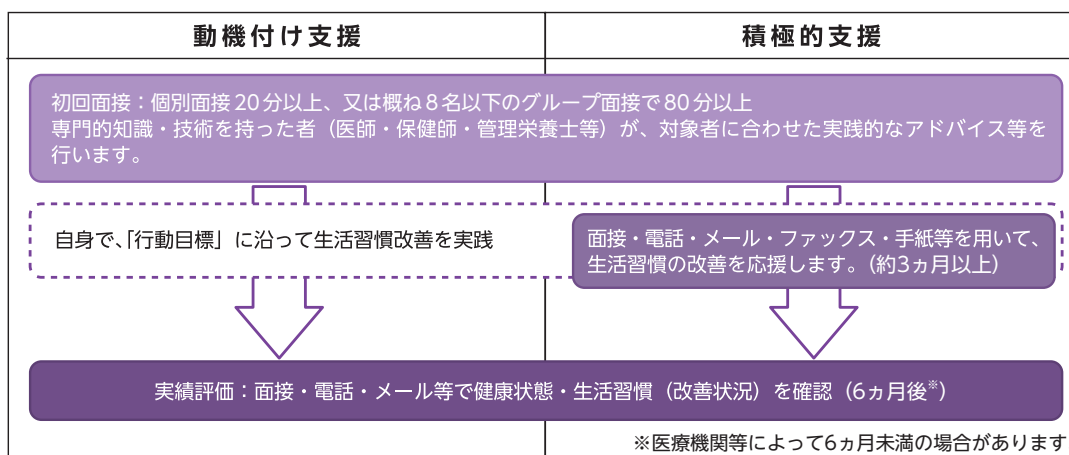 動機付け支援
積極的支援
初回面接：個別面接20分以上、又は概ね8名以下のグループ面接で80分以上
専門的知識・技術を持った者（医師・保健師・管理栄養士等）が、対象者に合わせた実践的なアドバイス等を
行います。
自身で、「行動目標」に沿って生活習慣改善を実践
面接・電話・メール・ファックス・手紙等を用いて、
生活習慣の改善を応援します。（約3ヵ月以上）
実績評価：面接・電話・メール等で健康状態・生活習慣（改善状況）を確認（6ヵ月後※）
※医療機関等によって6ヵ月未満の場合があります